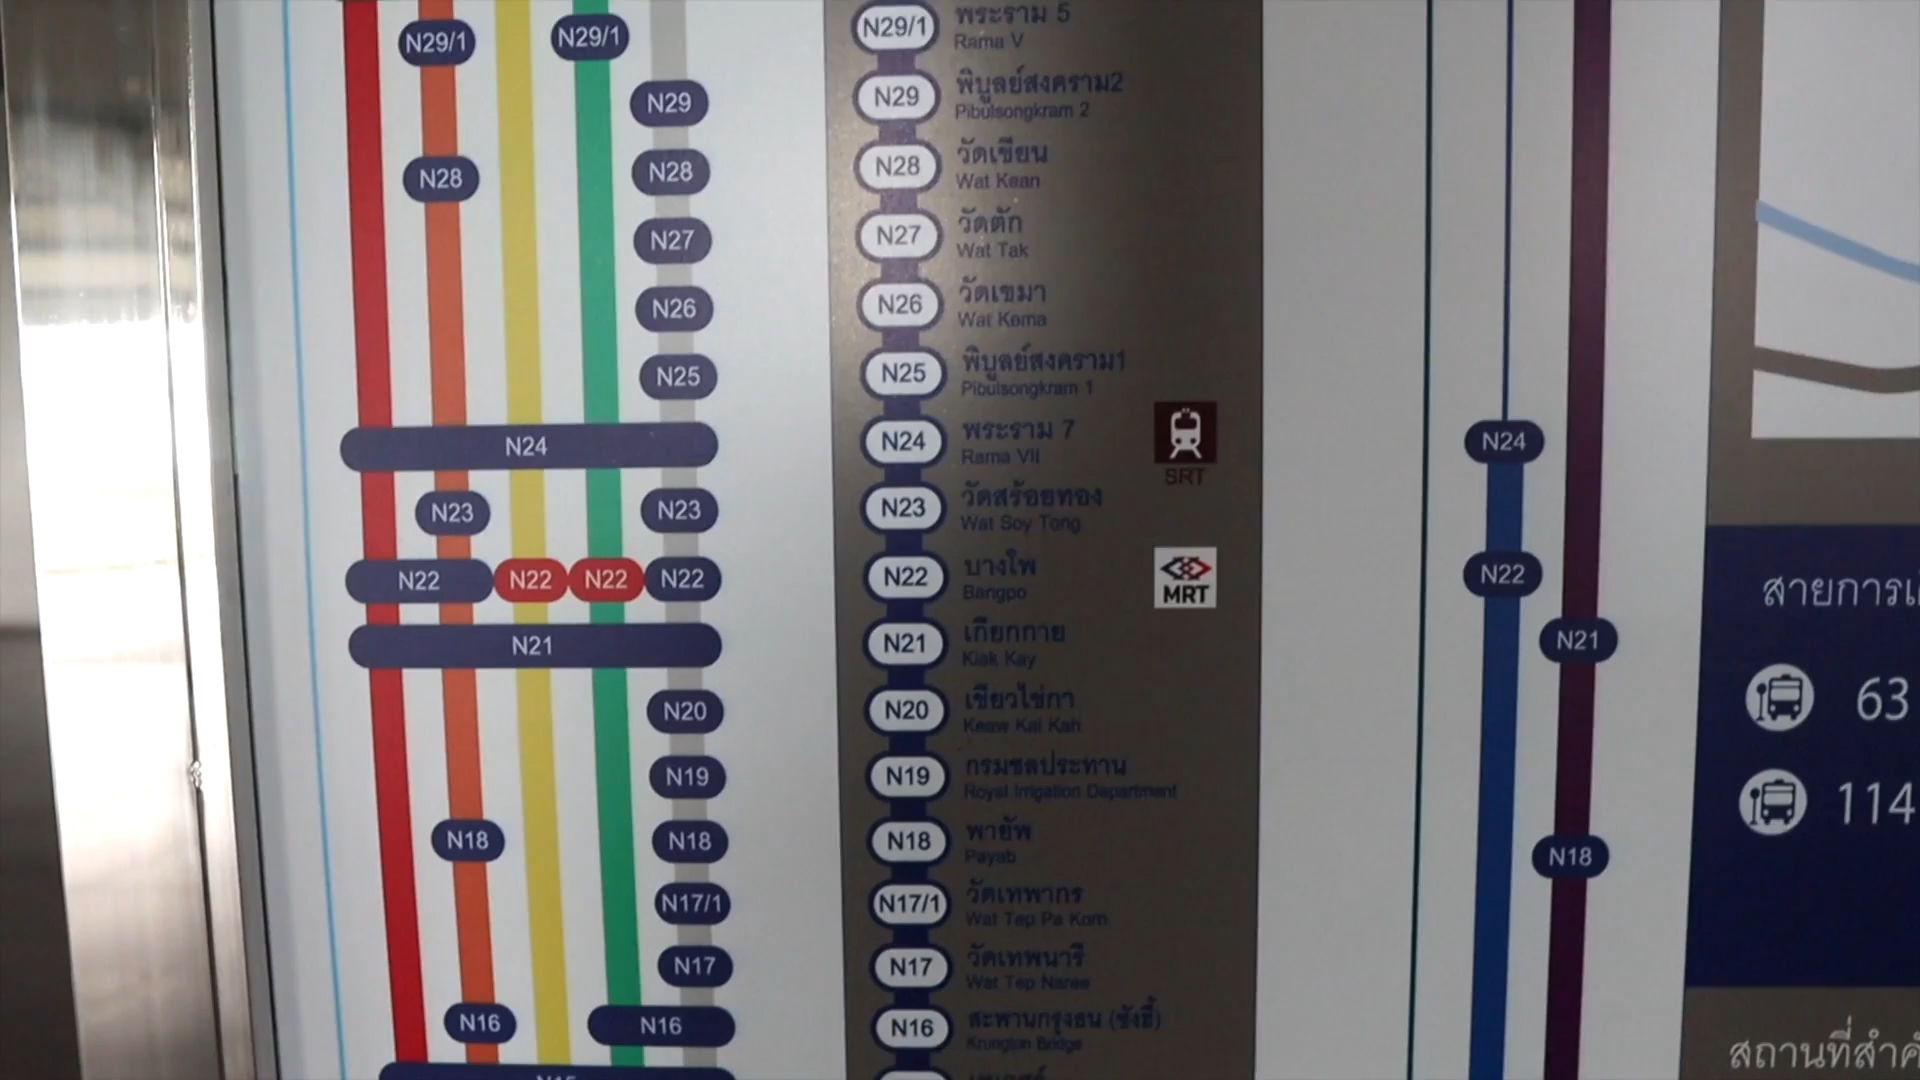 N29/1
N29/1
N29
N28
N28
N27
N26
N25
N24
N23
N23
N22
N22
N22
N22
N21
N20
N19
N18
N18
N17/1
N17
N16
N16
N29/1
พระราม 5
Rama V
N29
พิบูลย์สงคราม2
Pibulsongkram 2
N28
วัดเขียน
Wat Kean
N27
วัดตึก
Wat Tak
N26
วัดเขมา
Wat Kema
N25
พิบูลย์สงคราม1
Pibulsongkram 1
N24
พระราม 7
Rama VII
SRT
N23
วัดสร้อยทอง
Wat Soy Tong
N22
บางโพ
Bangpo
MRT
N21
เกียกกาย
Kiak Kay
N20
เขียวไข่กา
Keaw Kai Kah
N19
กรมชลประทาน
Royal Irrigation Department
N18
พายัพ
Payab
N17/1
วัดเทพากร
Wat Tep Pa Korn
N17
วัดเทพนารี
Wat Tep Naree
N16
สะพานกรุงธน (ซังฮี้)
Krungton Bridge
N24
N22
N21
N18
63
114